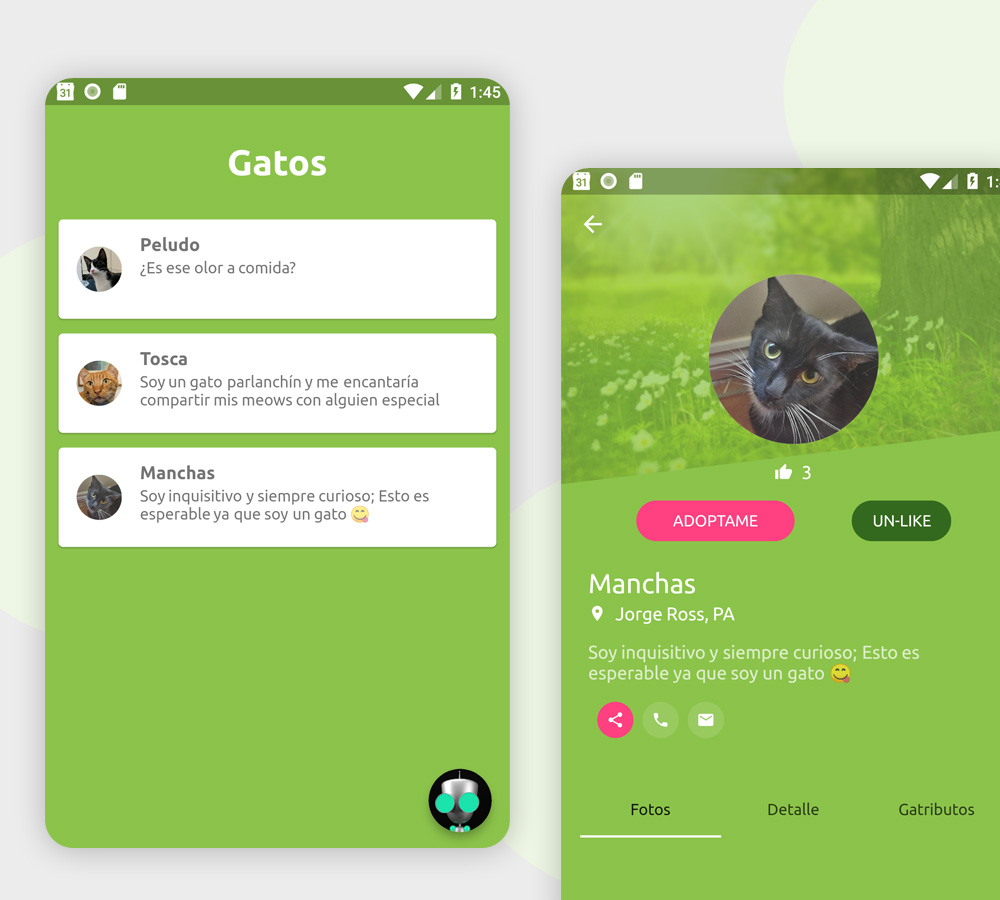 31
1:45
Gatos
Peludo
¿Es ese olor a comida?
Tosca
Soy un gato parlanchín y me encantaría
compartir mis meows con alguien especial
Manchas
Soy inquisitivo y siempre curioso; Esto es
esperable ya que soy un gato 😋
31
1:
3
ADOPTAME
UN-LIKE
Manchas
Jorge Ross, PA
Soy inquisitivo y siempre curioso; Esto es
esperable ya que soy un gato 😋
Fotos
Detalle
Gatributos